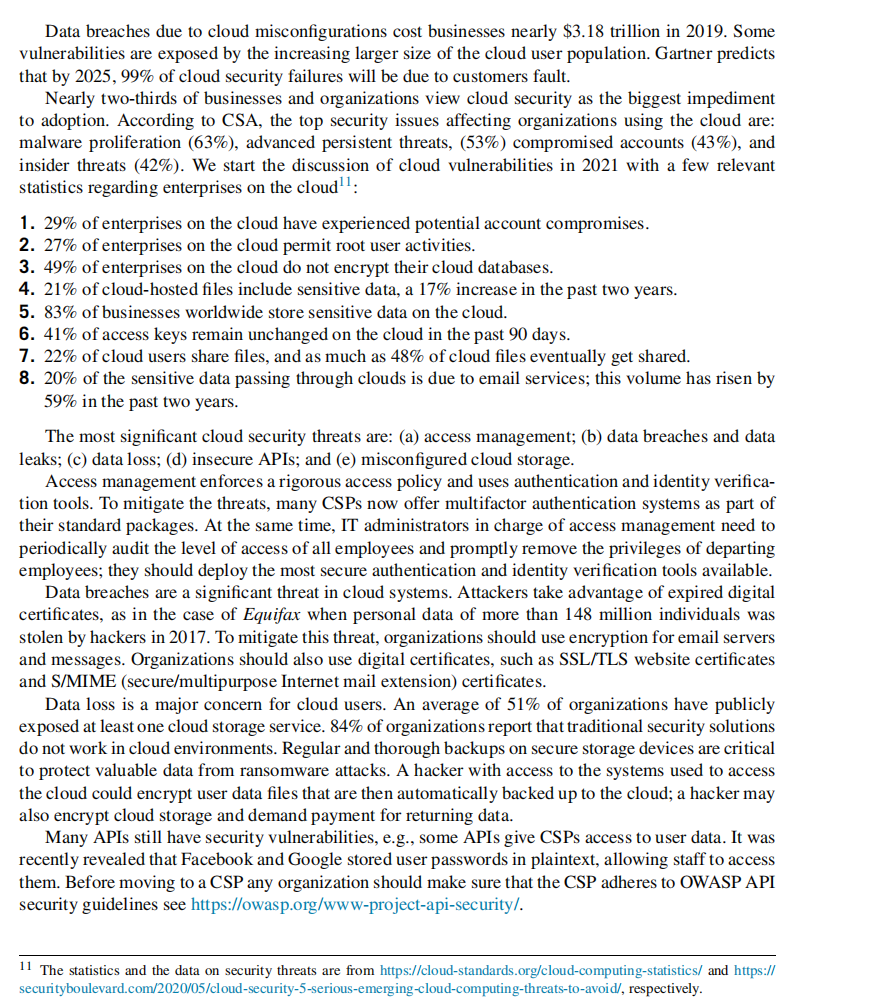 Data breaches due to cloud misconfigurations cost businesses nearly $3.18 trillion in 2019. Some
vulnerabilities are exposed by the increasing larger size of the cloud user population. Gartner predicts
that by 2025, 99% of cloud security failures will be due to customers fault.
Nearly two-thirds of businesses and organizations view cloud security as the biggest impediment
to adoption. According to CSA, the top security issues affecting organizations using the cloud are:
malware proliferation (63%), advanced persistent threats, (53%) compromised accounts (43%), and
insider threats (42%). We start the discussion of cloud vulnerabilities in 2021 with a few relevant
statistics regarding enterprises on the cloud11:
1. 29% of enterprises on the cloud have experienced potential account compromises.
2. 27% of enterprises on the cloud permit root user activities.
3. 49% of enterprises on the cloud do not encrypt their cloud databases.
4. 21% of cloud-hosted files include sensitive data, a 17% increase in the past two years.
5. 83% of businesses worldwide store sensitive data on the cloud.
6. 41% of access keys remain unchanged on the cloud in the past 90 days.
7. 22% of cloud users share files, and as much as 48% of cloud files eventually get shared.
8. 20% of the sensitive data passing through clouds is due to email services; this volume has risen by
59% in the past two years.
The most significant cloud security threats are: (a) access management; (b) data breaches and data
leaks; (c) data loss; (d) insecure APIs; and (e) misconfigured cloud storage.
Access management enforces a rigorous access policy and uses authentication and identity verifica-
tion tools. To mitigate the threats, many CSPs now offer multifactor authentication systems as part of
their standard packages. At the same time, IT administrators in charge of access management need to
periodically audit the level of access of all employees and promptly remove the privileges of departing
employees; they should deploy the most secure authentication and identity verification tools available.
Data breaches are a significant threat in cloud systems. Attackers take advantage of expired digital
certificates, as in the case of Equifax when personal data of more than 148 million individuals was
stolen by hackers in 2017. To mitigate this threat, organizations should use encryption for email servers
and messages. Organizations should also use digital certificates, such as SSL/TLS website certificates
and S/MIME (secure/multipurpose Internet mail extension) certificates.
Data loss is a major concern for cloud users. An average of 51% of organizations have publicly
exposed at least one cloud storage service. 84% of organizations report that traditional security solutions
do not work in cloud environments. Regular and thorough backups on secure storage devices are critical
to protect valuable data from ransomware attacks. A hacker with access to the systems used to access
the cloud could encrypt user data files that are then automatically backed up to the cloud; a hacker may
also encrypt cloud storage and demand payment for returning data.
Many APIs still have security vulnerabilities, e.g., some APIs give CSPs access to user data. It was
recently revealed that Facebook and Google stored user passwords in plaintext, allowing staff to access
them. Before moving to a CSP any organization should make sure that the CSP adheres to OWASP API
security guidelines see https://owasp.org/www-project-api-security/.
11 The statistics and the data on security threats are from https://cloud-standards.org/cloud-computing-statistics/ and https://
securityboulevard.com/2020/05/cloud-security-5-serious-emerging-cloud-computing-threats-to-avoid/, respectively.